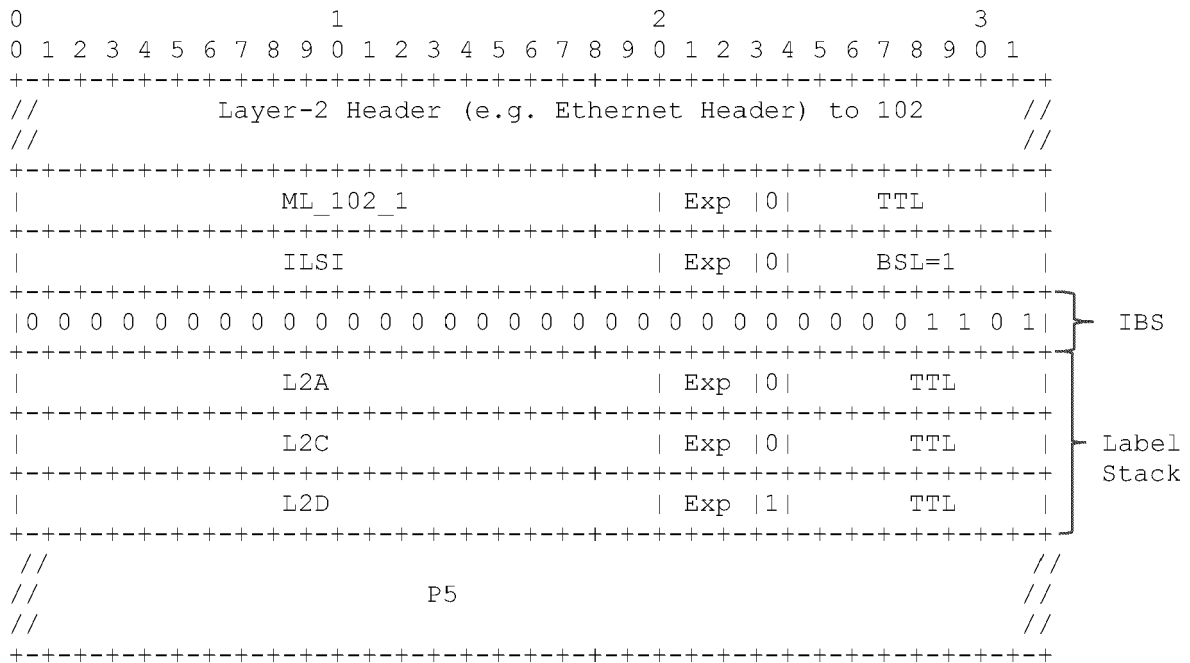 0                   1                   2                   3
0 1 2 3 4 5 6 7 8 9 0 1 2 3 4 5 6 7 8 9 0 1 2 3 4 5 6 7 8 9 0 1
+-+-+-+-+-+-+-+-+-+-+-+-+-+-+-+-+-+-+-+-+-+-+-+-+-+-+-+-+-+-+-+-+
//           Layer-2 Header (e.g. Ethernet Header) to 102      //
//                                                             //
+-+-+-+-+-+-+-+-+-+-+-+-+-+-+-+-+-+-+-+-+-+-+-+-+-+-+-+-+-+-+-+-+
|                ML_102_1               | Exp |0|     TTL       |
+-+-+-+-+-+-+-+-+-+-+-+-+-+-+-+-+-+-+-+-+-+-+-+-+-+-+-+-+-+-+-+-+
|                ILSI                   | Exp |0|     BSL=1     |
+-+-+-+-+-+-+-+-+-+-+-+-+-+-+-+-+-+-+-+-+-+-+-+-+-+-+-+-+-+-+-+-+
|0 0 0 0 0 0 0 0 0 0 0 0 0 0 0 0 0 0 0 0 0 0 0 0 0 0 0 0 1 1 0 1| IBS
+-+-+-+-+-+-+-+-+-+-+-+-+-+-+-+-+-+-+-+-+-+-+-+-+-+-+-+-+-+-+-+-+
|                L2A                    | Exp |0|       TTL     |
+-+-+-+-+-+-+-+-+-+-+-+-+-+-+-+-+-+-+-+-+-+-+-+-+-+-+-+-+-+-+-+-+
|                L2C                    | Exp |0|       TTL     | Label
+-+-+-+-+-+-+-+-+-+-+-+-+-+-+-+-+-+-+-+-+-+-+-+-+-+-+-+-+-+-+-+-+ Stack
|                L2D                    | Exp |1|       TTL     |
+-+-+-+-+-+-+-+-+-+-+-+-+-+-+-+-+-+-+-+-+-+-+-+-+-+-+-+-+-+-+-+-+
//                                                             //
//                        P5                                   //
//                                                             //
+-+-+-+-+-+-+-+-+-+-+-+-+-+-+-+-+-+-+-+-+-+-+-+-+-+-+-+-+-+-+-+-+